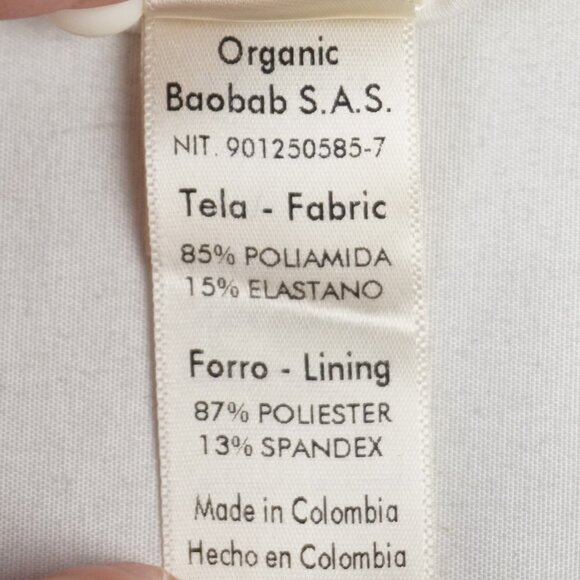 Organic
Baobab S.A.S.
NIT. 901250585-7
Tela - Fabric
85% POLIAMIDA
15% ELASTANO
Forro - Lining
87% POLIESTER
13% SPANDEX
Made in Colombia
Hecho en Colombia